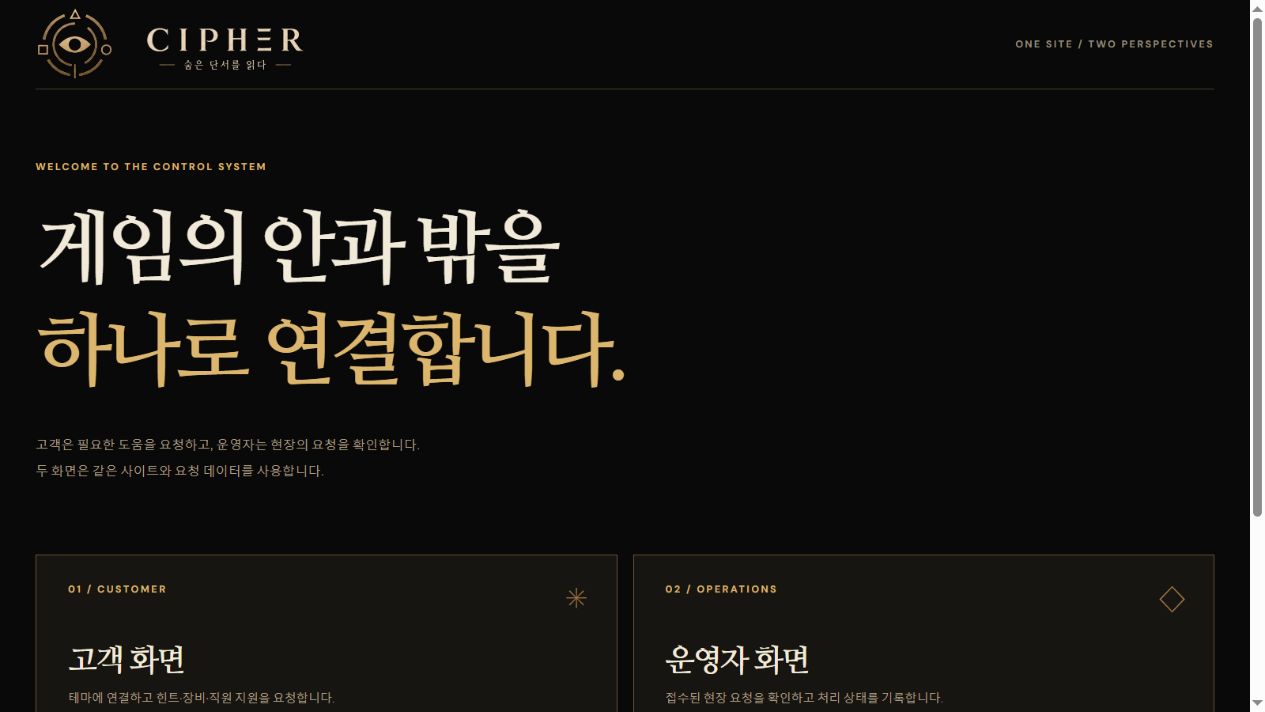 CIPHER
숨은 단서를 읽다
ONE SITE / TWO PERSPECTIVES
WELCOME TO THE CONTROL SYSTEM
게임의 안과 밖을
하나로 연결합니다.
고객은 필요한 도움을 요청하고, 운영자는 현장의 요청을 확인합니다.
두 화면은 같은 사이트와 요청 데이터를 사용합니다.
01 / CUSTOMER
고객 화면
테마에 연결하고 힌트·장비·직원 지원을 요청합니다.
02 / OPERATIONS
운영자 화면
접수된 현장 요청을 확인하고 처리 상태를 기록합니다.